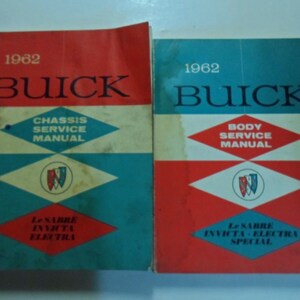 1962
BUICK
CHASSIS
SERVICE
MANUAL
LE SABRE
INVICTA
ELECTRA
1962
BUICK
BODY
SERVICE
MANUAL
LE SABRE
INVICTA - ELECTRA
SPECIAL